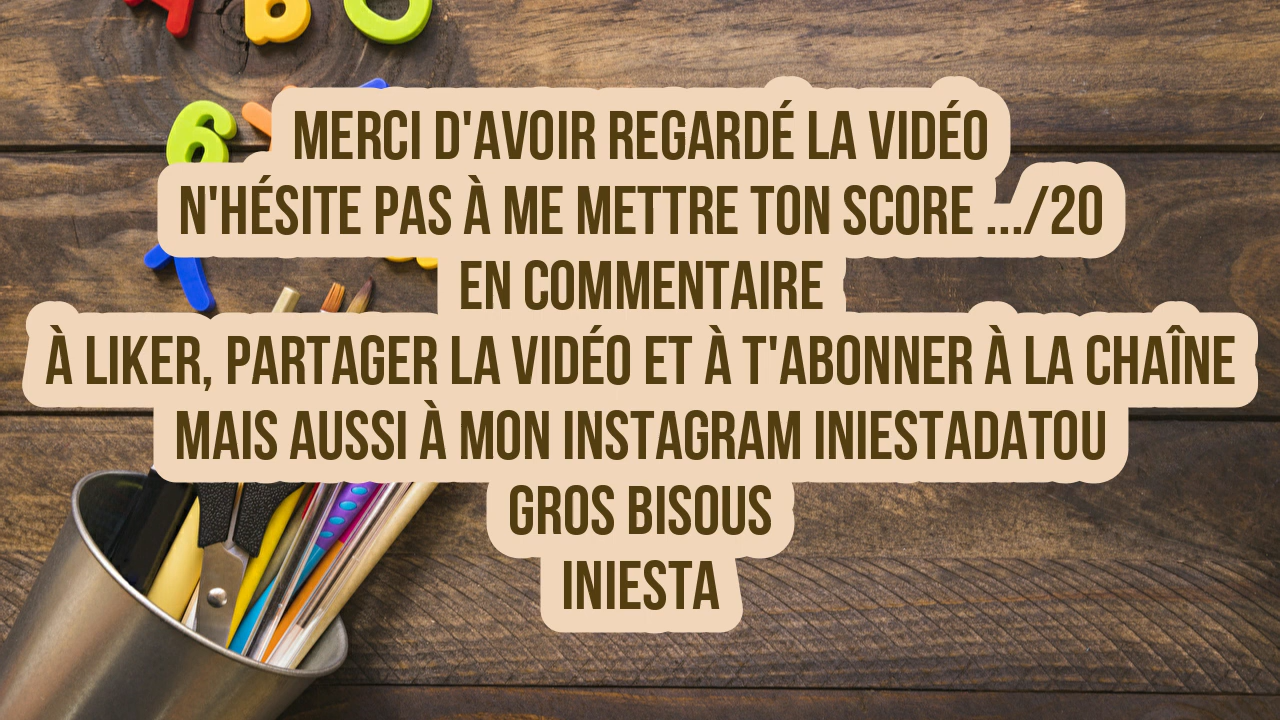 A B C
6
MERCI D'AVOIR REGARDÉ LA VIDÉO
N'HÉSITE PAS À ME METTRE TON SCORE .../20
EN COMMENTAIRE
À LIKER, PARTAGER LA VIDÉO ET À T'ABONNER À LA CHAÎNE
MAIS AUSSI À MON INSTAGRAM INIESTADATOU
GROS BISOUS
INIESTA